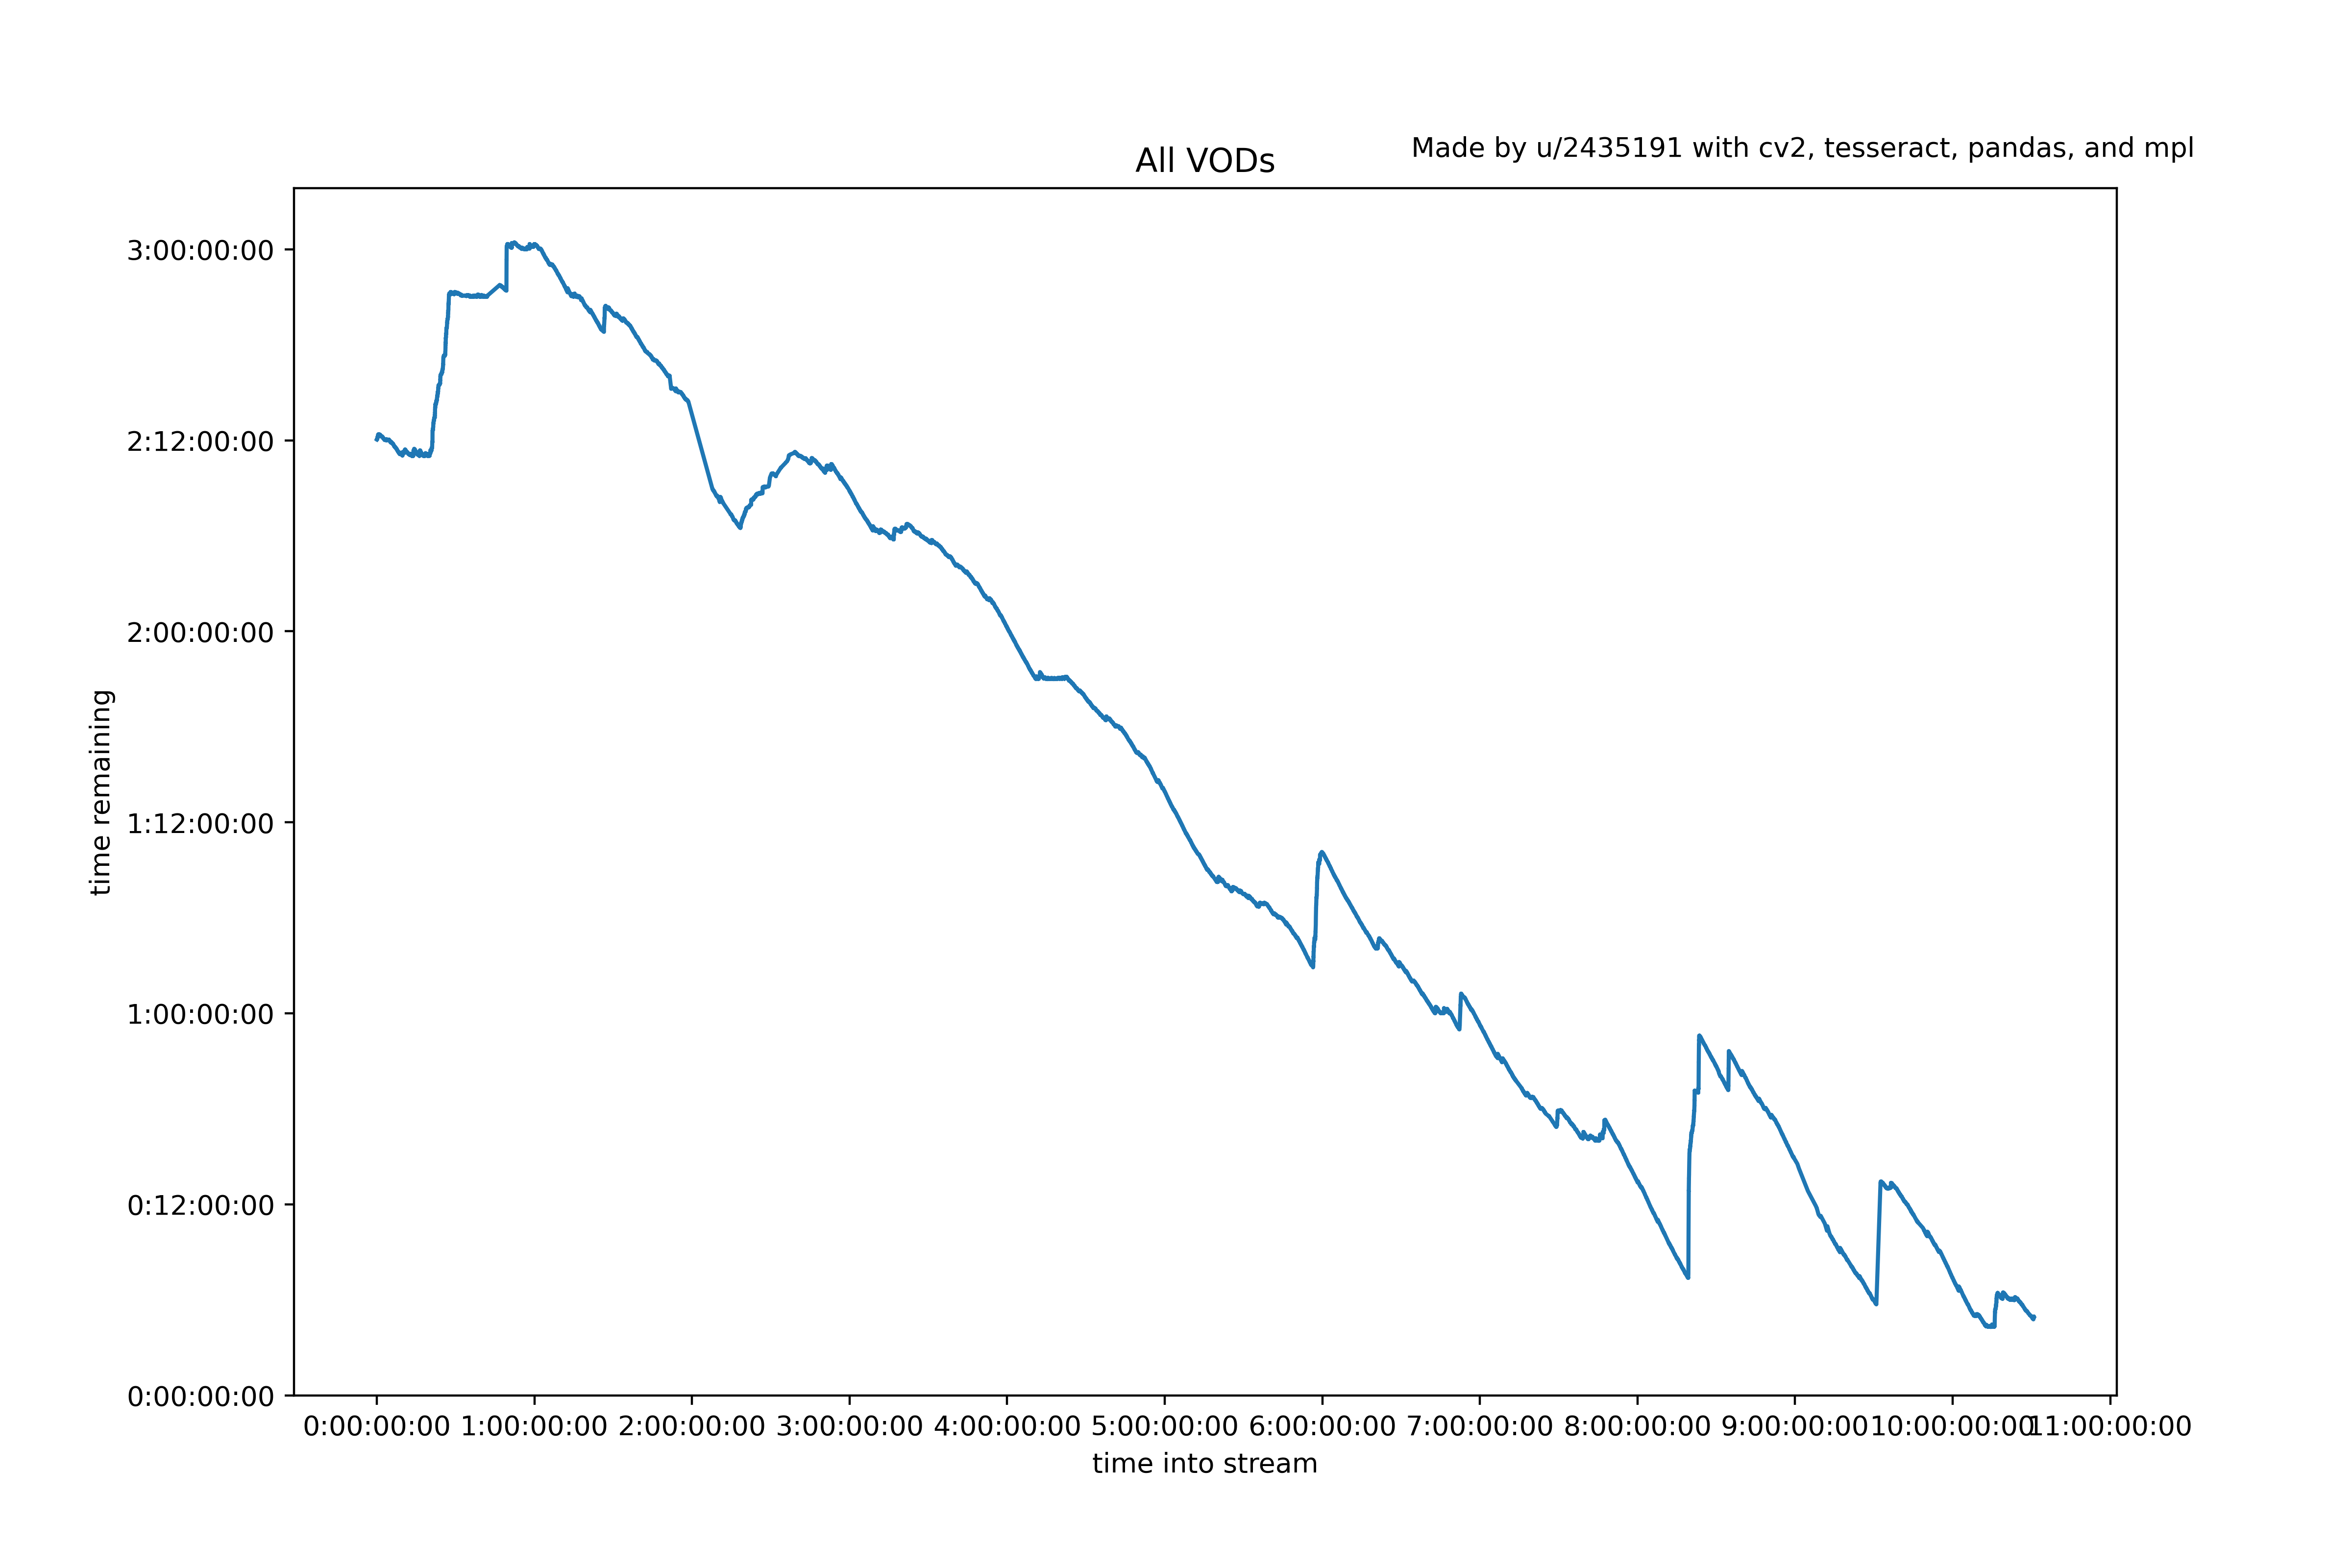 Made by u/2435191 with cv2, tesseract, pandas, and mpl
All VODs
3:00:00:00
2:12:00:00
2:00:00:00
1:12:00:00
1:00:00:00
0:12:00:00
0:00:00:00
time remaining
0:00:00:00 1:00:00:00 2:00:00:00 3:00:00:00 4:00:00:00 5:00:00:00 6:00:00:00 7:00:00:00 8:00:00:00 9:00:00:00 10:00:00:00 11:00:00:00
time into stream